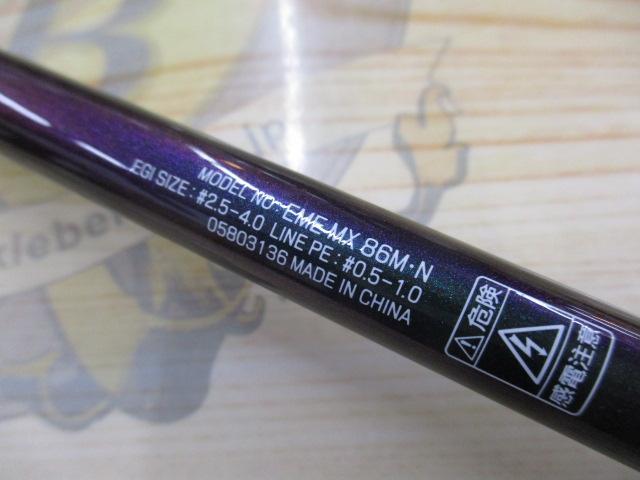 MODEL NO. EME-MX 86M・N
EGI SIZE : #2.5-4.0 LINE PE : #0.5-1.0
05803136 MADE IN CHINA
危険
感電注意